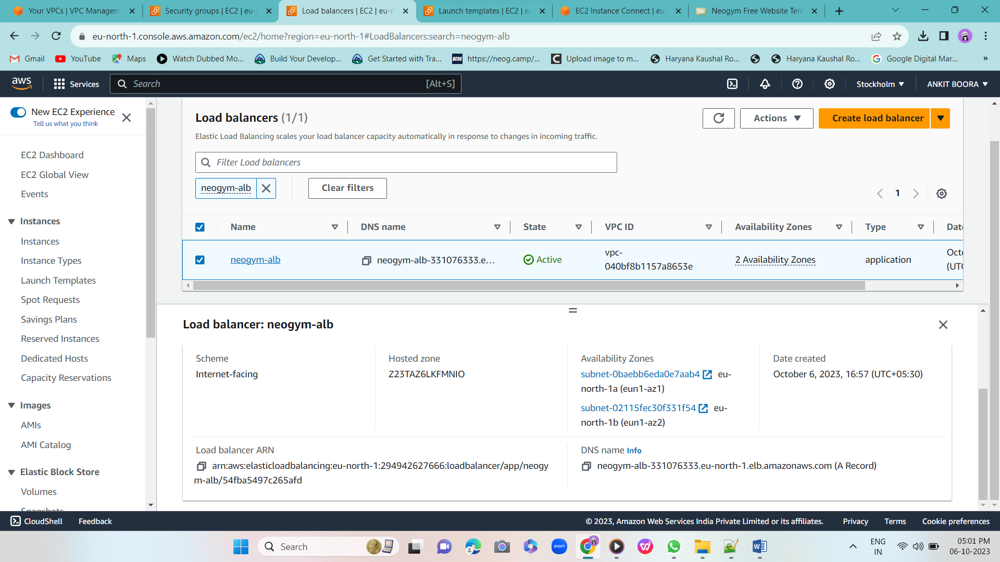 Your VPCs | VPC Managem
Security groups | EC2 | eu-n
Load balancers | EC2 | eu-n
Launch templates | EC2 | eu
EC2 Instance Connect | eu-
Neogym Free Website Tem
eu-north-1.console.aws.amazon.com/ec2/home?region=eu-north-1#LoadBalancers:search=neogym-alb
Gmail
YouTube
Maps
Watch Dubbed Mo...
Build Your Develop...
Get Started with Tra...
NEOG
https://neog.camp/...
Upload image to m...
Haryana Kaushal Ro...
Haryana Kaushal Ro...
Google Digital Mar...
»
aws
Services
Search
[Alt+S]
Stockholm
ANKIT BOORA
New EC2 Experience
Tell us what you think
EC2 Dashboard
EC2 Global View
Events
Instances
Instances
Instance Types
Launch Templates
Spot Requests
Savings Plans
Reserved Instances
Dedicated Hosts
Capacity Reservations
Images
AMIs
AMI Catalog
Elastic Block Store
Volumes
Snapshots
Load balancers (1/1)
Actions
Create load balancer
Elastic Load Balancing scales your load balancer capacity automatically in response to changes in incoming traffic.
Filter Load balancers
neogym-alb
Clear filters
1
Name
DNS name
State
VPC ID
Availability Zones
Type
Date
neogym-alb
neogym-alb-331076333.e...
Active
vpc-
040bf8b1157a8653e
2 Availability Zones
application
Octo
(UTC
Load balancer: neogym-alb
Scheme
Internet-facing
Hosted zone
Z23TAZ6LKFMNIO
Availability Zones
subnet-0baebb6eda0e7aab4 eu-
north-1a (eun1-az1)
subnet-02115fec30f331f54 eu-
north-1b (eun1-az2)
Date created
October 6, 2023, 16:57 (UTC+05:30)
Load balancer ARN
arn:aws:elasticloadbalancing:eu-north-1:294942627666:loadbalancer/app/neogy
m-alb/54fba5497c265afd
DNS name Info
neogym-alb-331076333.eu-north-1.elb.amazonaws.com (A Record)
CloudShell
Feedback
© 2023, Amazon Web Services India Private Limited or its affiliates.
Privacy
Terms
Cookie preferences
Search
zoom
ENG
IN
05:01 PM
06-10-2023